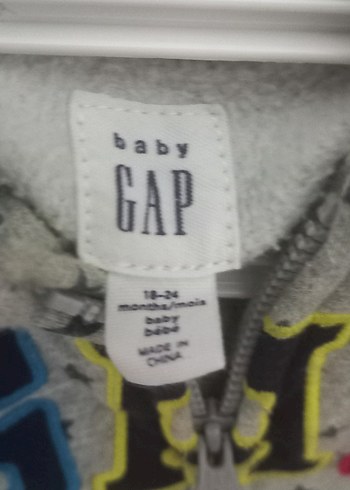 baby
GAP
18-24
months/mois
baby
bébé
MADE IN
CHINA